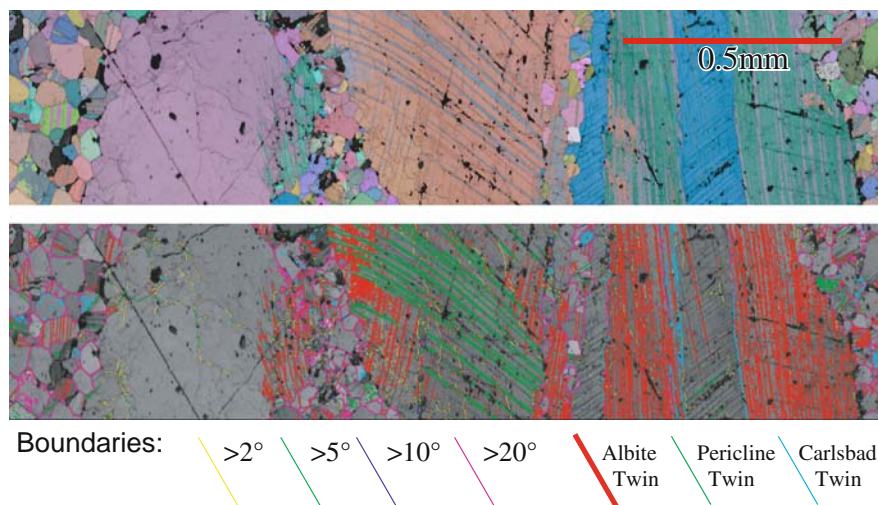 0.5mm
Boundaries: >2° >5° >10° >20° Albite Pericline Carlsbad
Twin Twin Twin